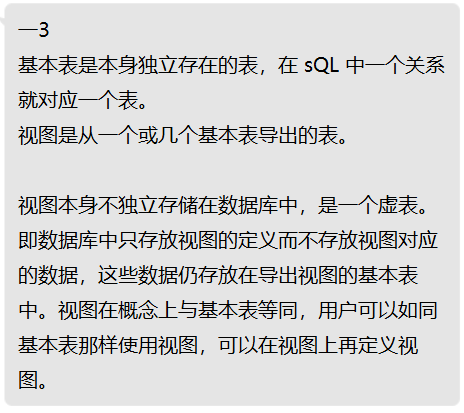 一3
基本表是本身独立存在的表，在 sQL 中一个关系
就对应一个表。
视图是从一个或几个基本表导出的表。
视图本身不独立存储在数据库中，是一个虚表。
即数据库中只存放视图的定义而不存放视图对应
的数据，这些数据仍存放在导出视图的基本表
中。视图在概念上与基本表等同，用户可以如同
基本表那样使用视图，可以在视图上再定义视
图。